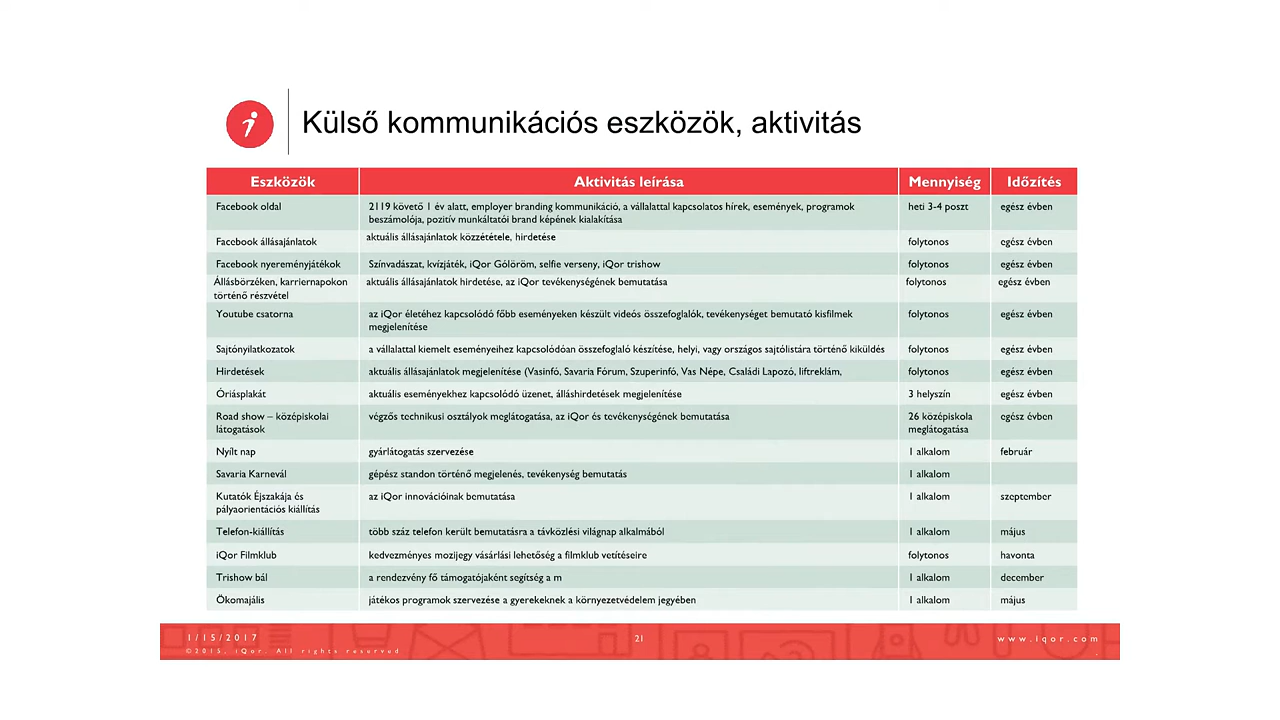 Külső kommunikációs eszközök, aktivitás
Eszközök Aktivitás leírása Mennyiség Időzítés
Facebook oldal 2119 követő 1 év alatt, employer branding kommunikáció, a vállalattal kapcsolatos hírek, események, programok heti 3-4 poszt egész évben
beszámolója, pozitív munkáltatói brand képének kialakítása
Facebook állásajánlatok aktuális állásajánlatok közzététele, hirdetése folytonos egész évben
Facebook nyereményjátékok Színvadászat, kvízjáték, iQor Gólöröm, selfie verseny, iQor trishow folytonos egész évben
Állásbörzéken, karriernapokon aktuális állásajánlatok hirdetése, az iQor tevékenységének bemutatása folytonos egész évben
történő részvétel
Youtube csatorna az iQor életéhez kapcsolódó főbb eseményeken készült videós összefoglalók, tevékenységet bemutató kisfilmek folytonos egész évben
megjelenítése
Sajtónyilatkozatok a vállalattal kiemelt eseményeihez kapcsolódóan összefoglaló készítése, helyi, vagy országos sajtólistára történő kiküldés folytonos egész évben
Hirdetések aktuális állásajánlatok megjelenítése (Vasinfó, Savaria Fórum, Szuperinfó, Vas Népe, Családi Lapozó, liftreklám, folytonos egész évben
Óriásplakát aktuális eseményekhez kapcsolódó üzenet, álláshirdetések megjelenítése 3 helyszín egész évben
Road show – középiskolai végzős technikusi osztályok meglátogatása, az iQor és tevékenységének bemutatása 26 középiskola egész évben
látogatások meglátogatása
Nyílt nap gyárlátogatás szervezése 1 alkalom február
Savaria Karnevál gépész standon történő megjelenés, tevékenység bemutatás 1 alkalom
Kutatók Éjszakája és az iQor innovációinak bemutatása 1 alkalom szeptember
pályaorientációs kiállítás
Telefon-kiállítás több száz telefon került bemutatásra a távközlési világnap alkalmából 1 alkalom május
iQor Filmklub kedvezményes mozijegy vásárlási lehetőség a filmklub vetítéseire folytonos havonta
Trishow bál a rendezvény fő támogatójaként segítség a m 1 alkalom december
Ökomajális játékos programok szervezése a gyerekeknek a környezetvédelem jegyében 1 alkalom május
1/15/2017 21 www.iqor.com
©2015, iQor. All rights reserved